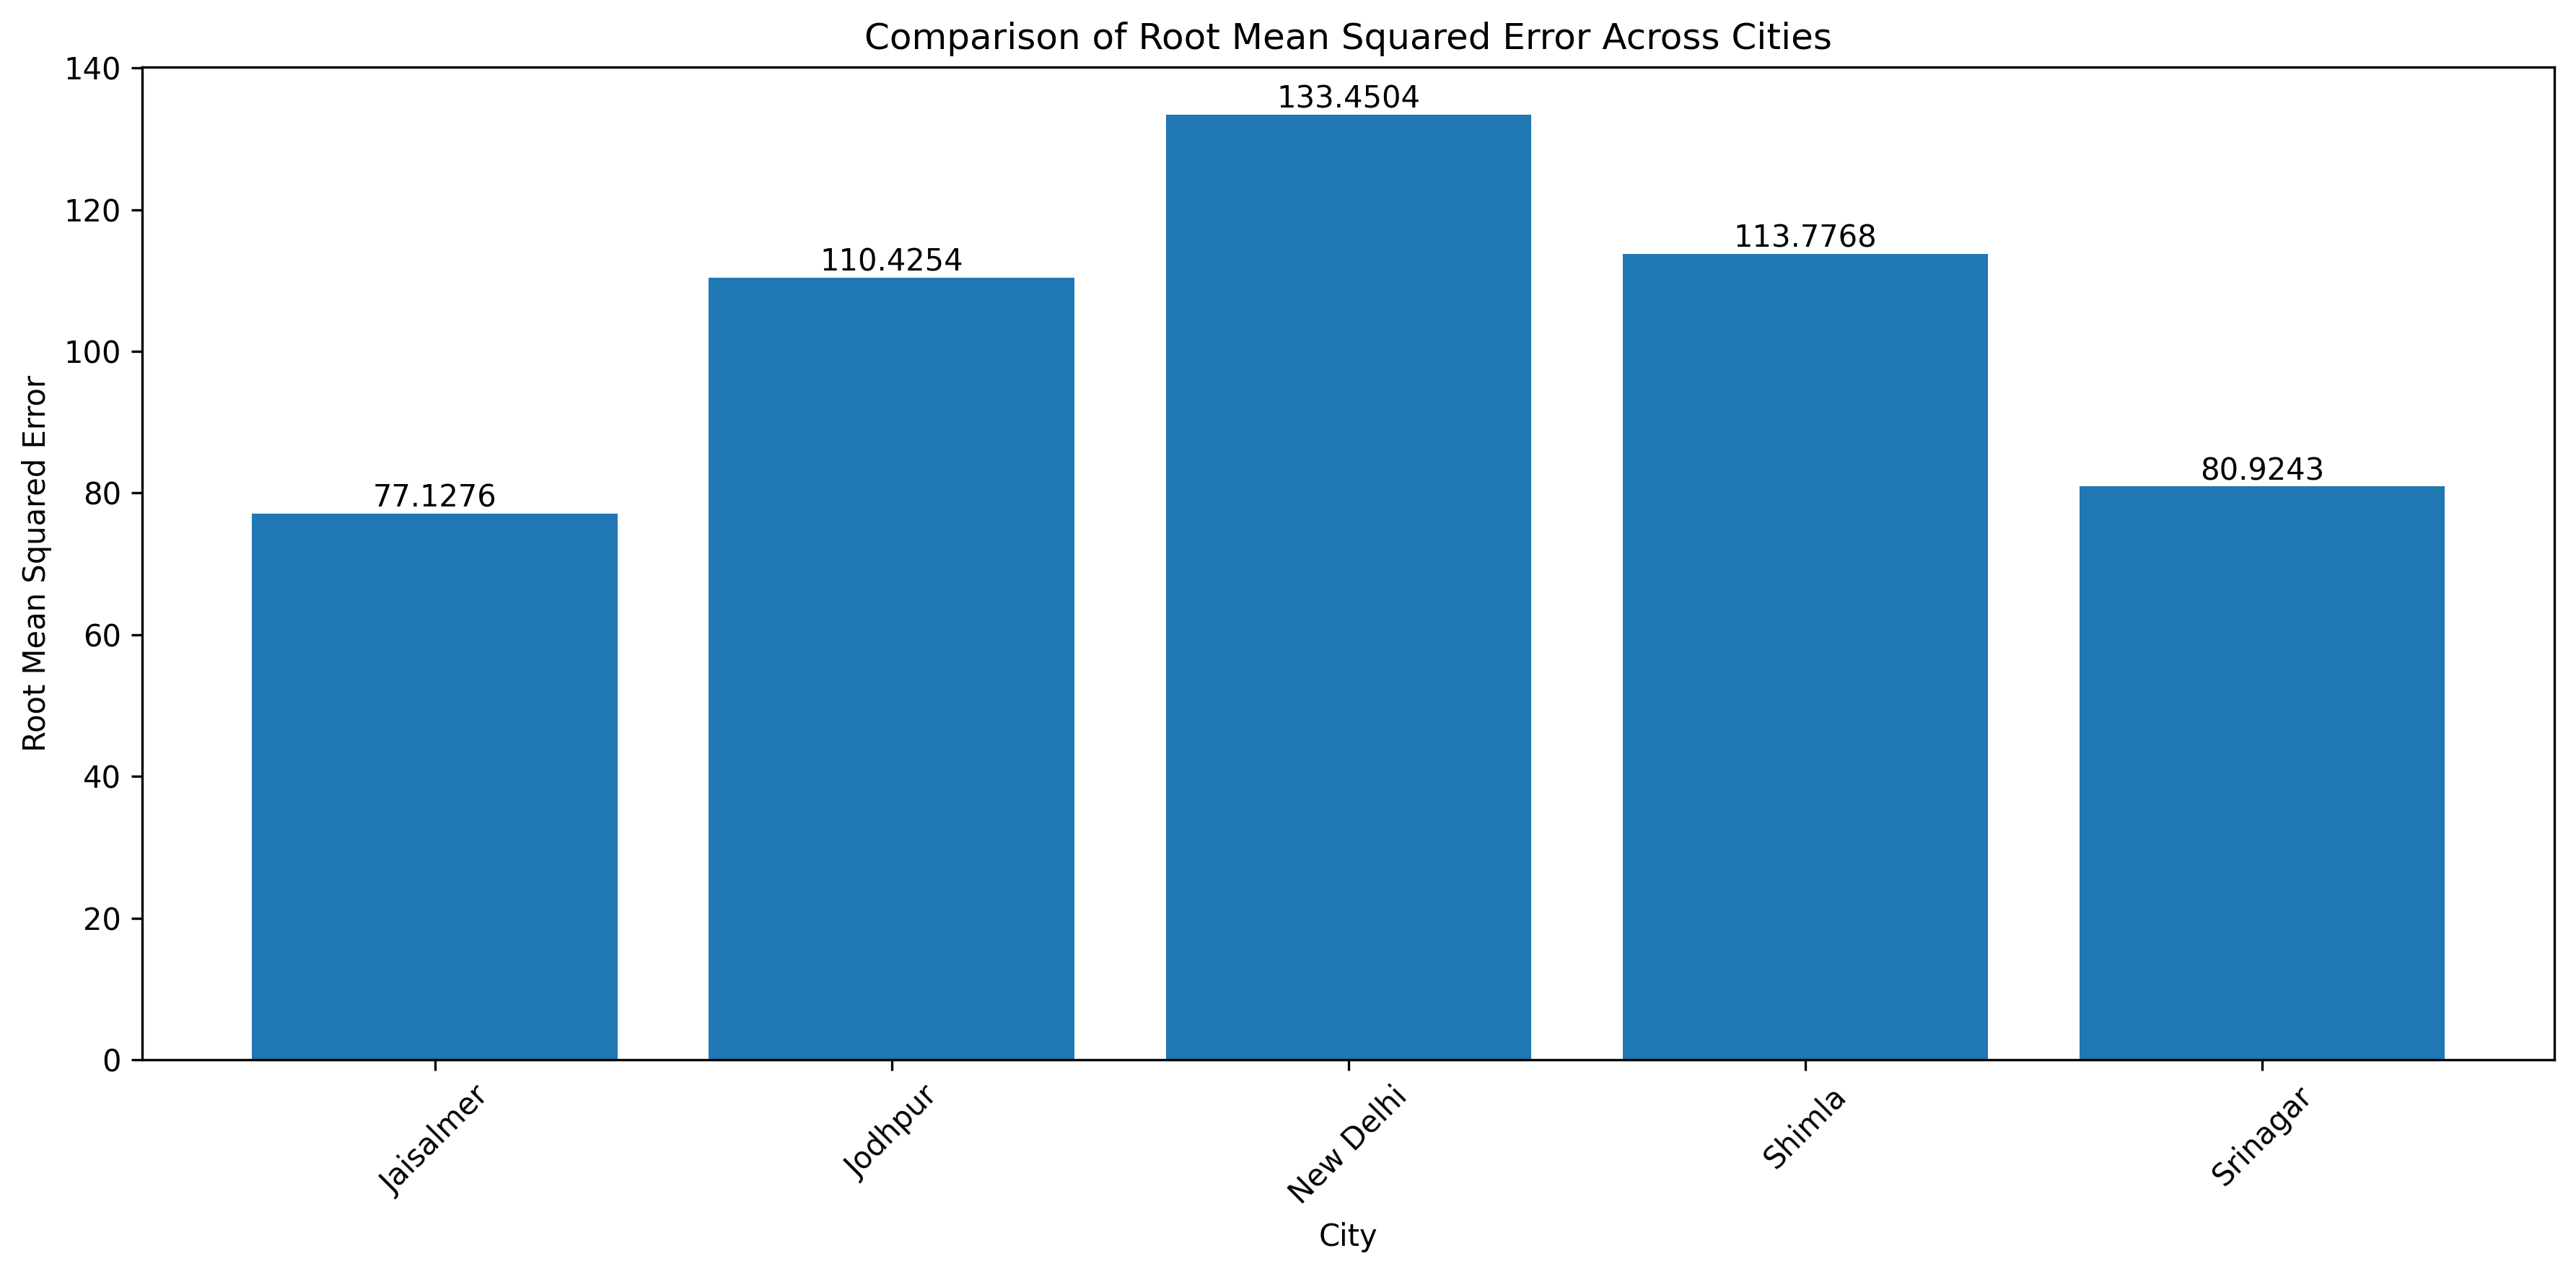 Comparison of Root Mean Squared Error Across Cities
140
120
100
80
60
40
20
0
Root Mean Squared Error
77.1276
110.4254
133.4504
113.7768
80.9243
Jaisalmer
Jodhpur
New Delhi
Shimla
Srinagar
City